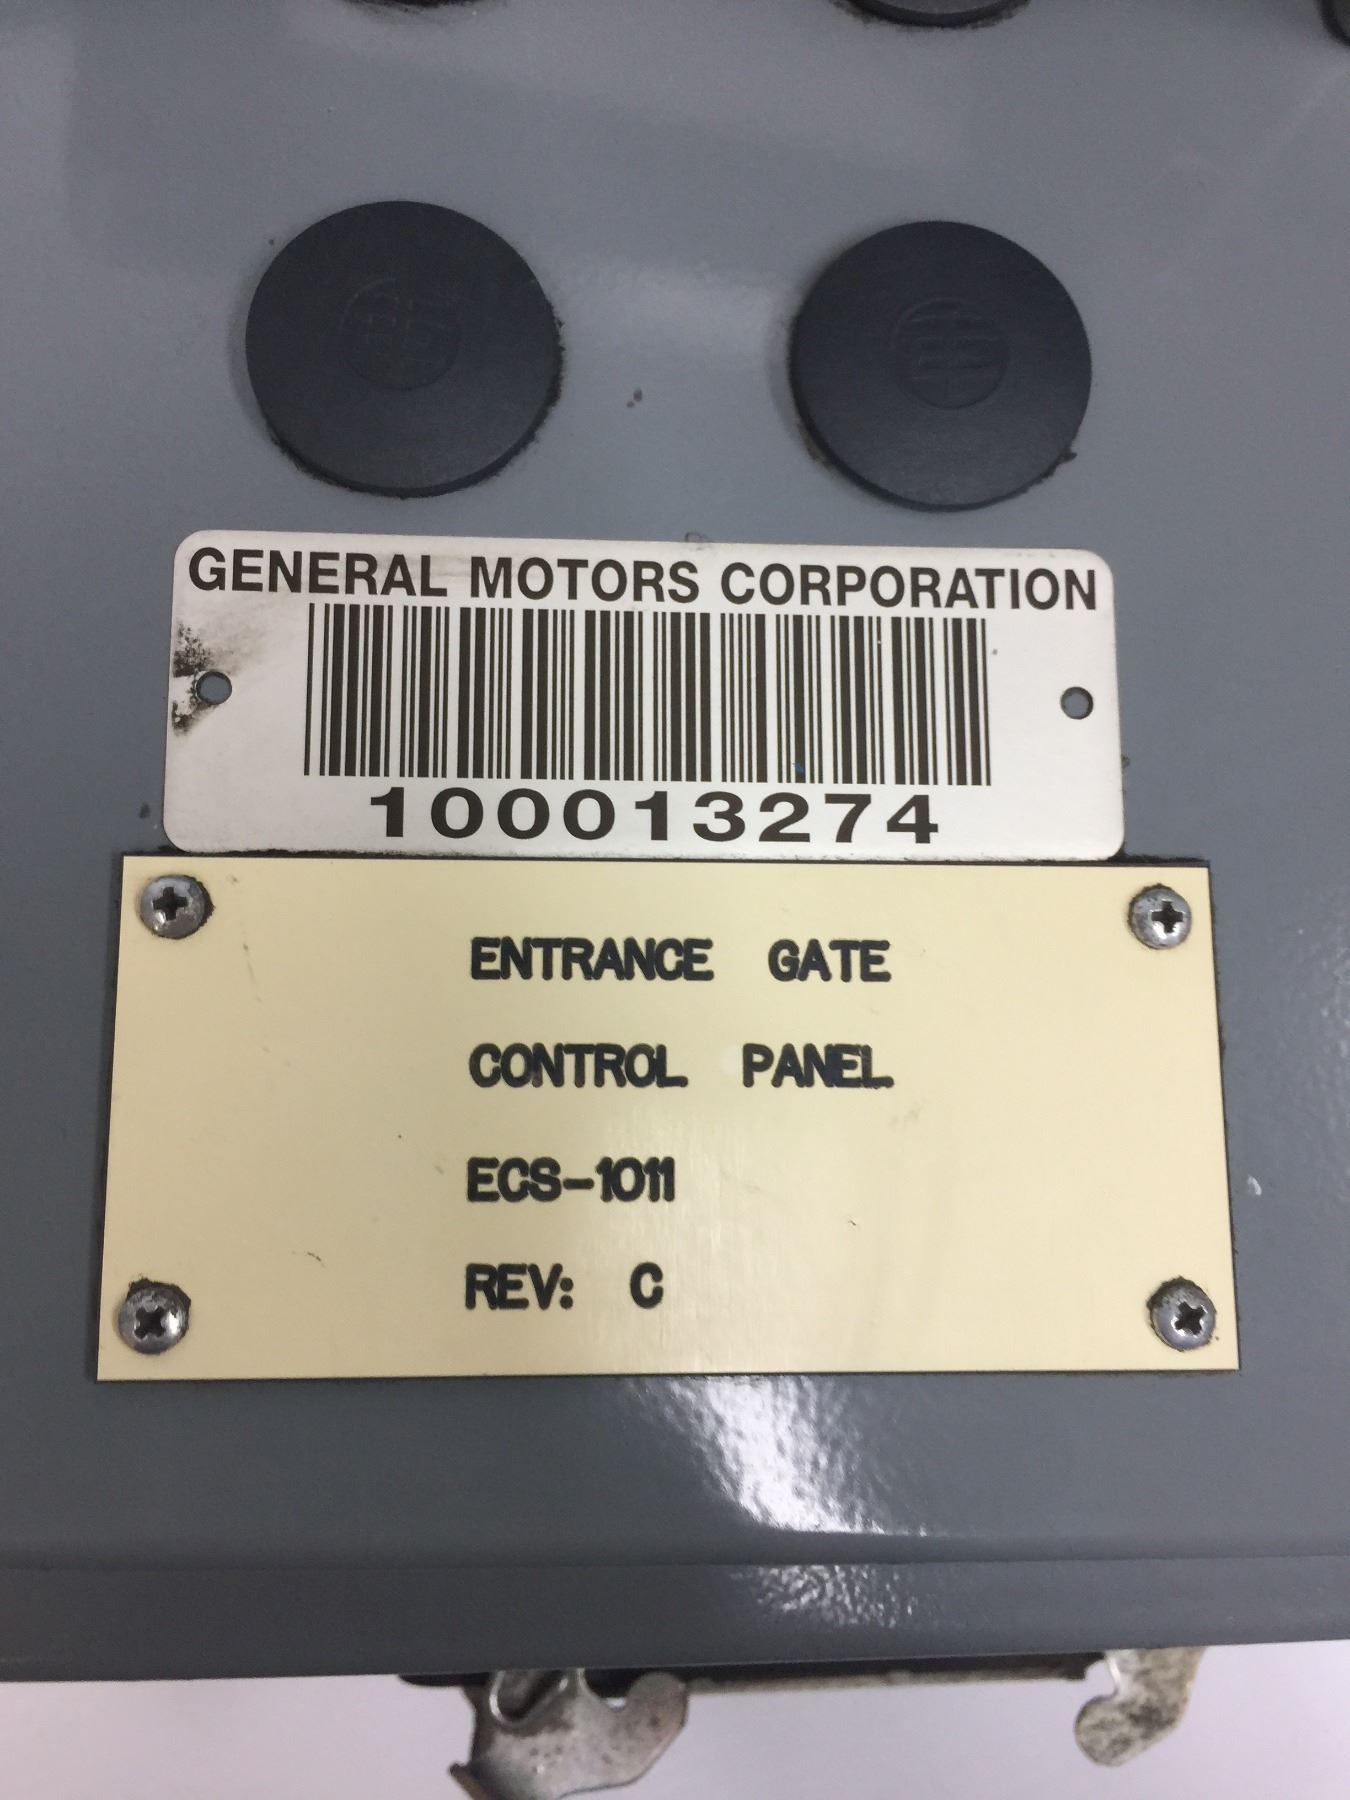 GENERAL MOTORS CORPORATION
100013274
ENTRANCE GATE
CONTROL PANEL
ECS-1011
REV: C